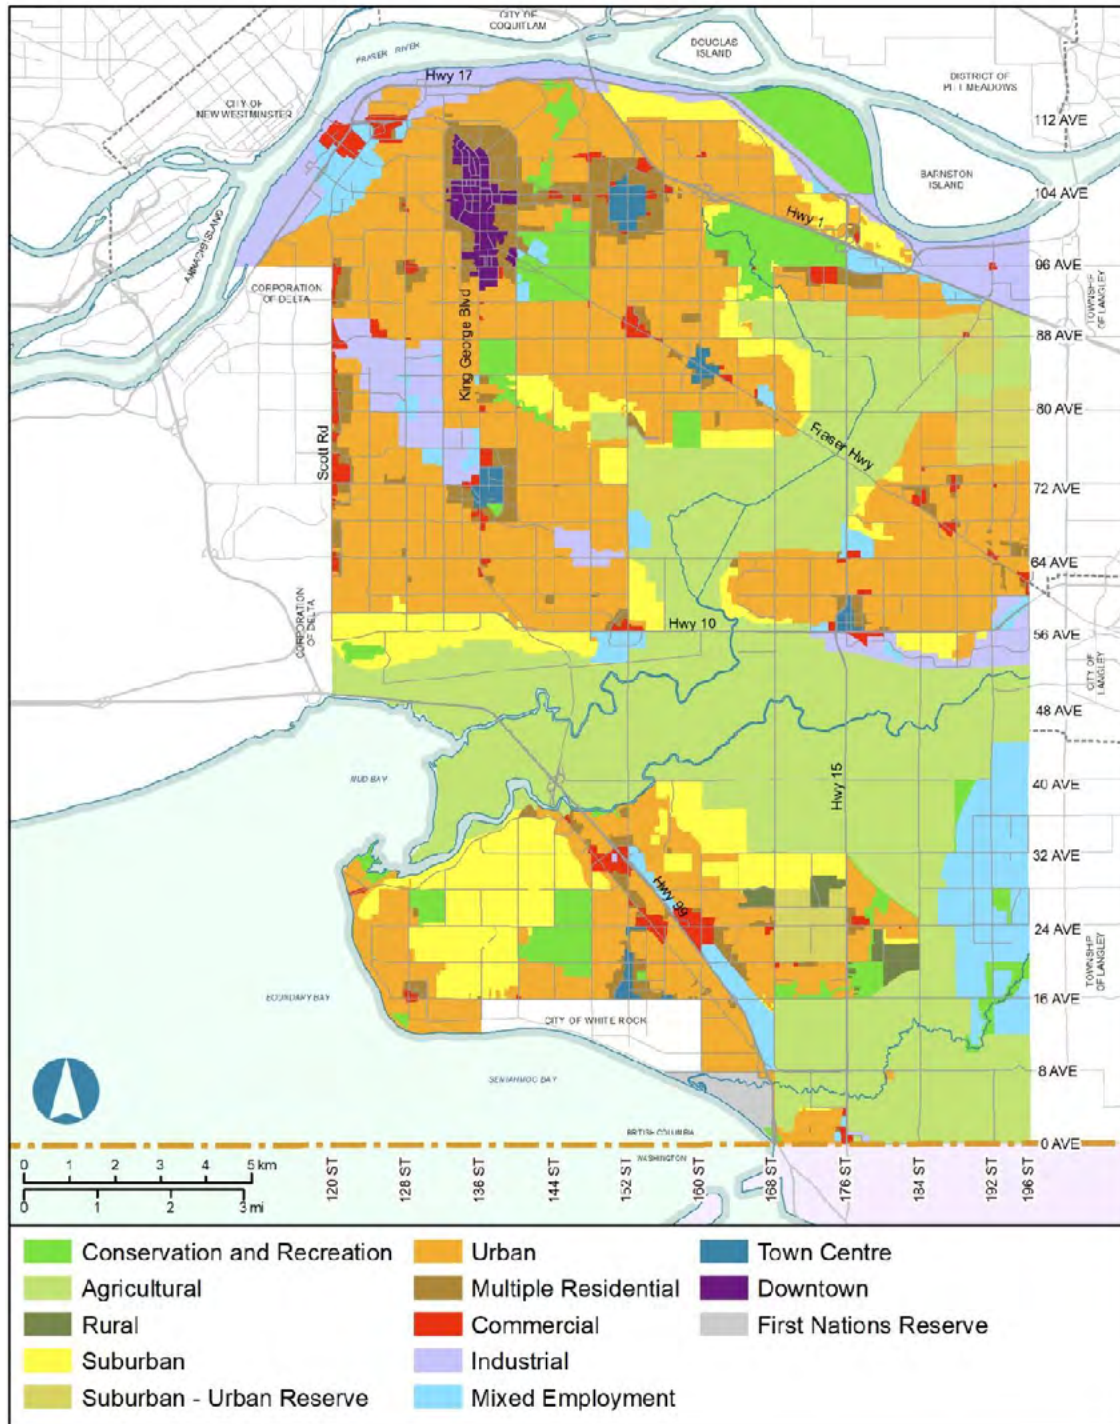 CITY OF
COQUITLAM
DOUGLAS
ISLAND
FRASER RIVER
Hwy 17
DISTRICT OF
PITT MEADOWS
CITY OF
NEW WESTMINSTER
112 AVE
BARNSTON
ISLAND
104 AVE
Hwy 1
ANNACIS ISLAND
96 AVE
CORPORATION
OF DELTA
King George Blvd
TOWNSHIP
OF LANGLEY
88 AVE
80 AVE
Scott Rd
Fraser Hwy
72 AVE
64 AVE
CORPORATION
OF DELTA
Hwy 10
56 AVE
CITY OF
LANGLEY
48 AVE
MUD BAY
Hwy 15
40 AVE
32 AVE
Hwy 99
24 AVE
TOWNSHIP
OF LANGLEY
BOUNDARY BAY
16 AVE
CITY OF WHITE ROCK
SEMIAHMOO BAY
8 AVE
BRITISH COLUMBIA
0 AVE
WASHINGTON
0 1 2 3 4 5 km
0 1 2 3 mi
120 ST
128 ST
136 ST
144 ST
152 ST
160 ST
168 ST
176 ST
184 ST
192 ST
196 ST
Conservation and Recreation
Agricultural
Rural
Suburban
Suburban - Urban Reserve
Urban
Multiple Residential
Commercial
Industrial
Mixed Employment
Town Centre
Downtown
First Nations Reserve